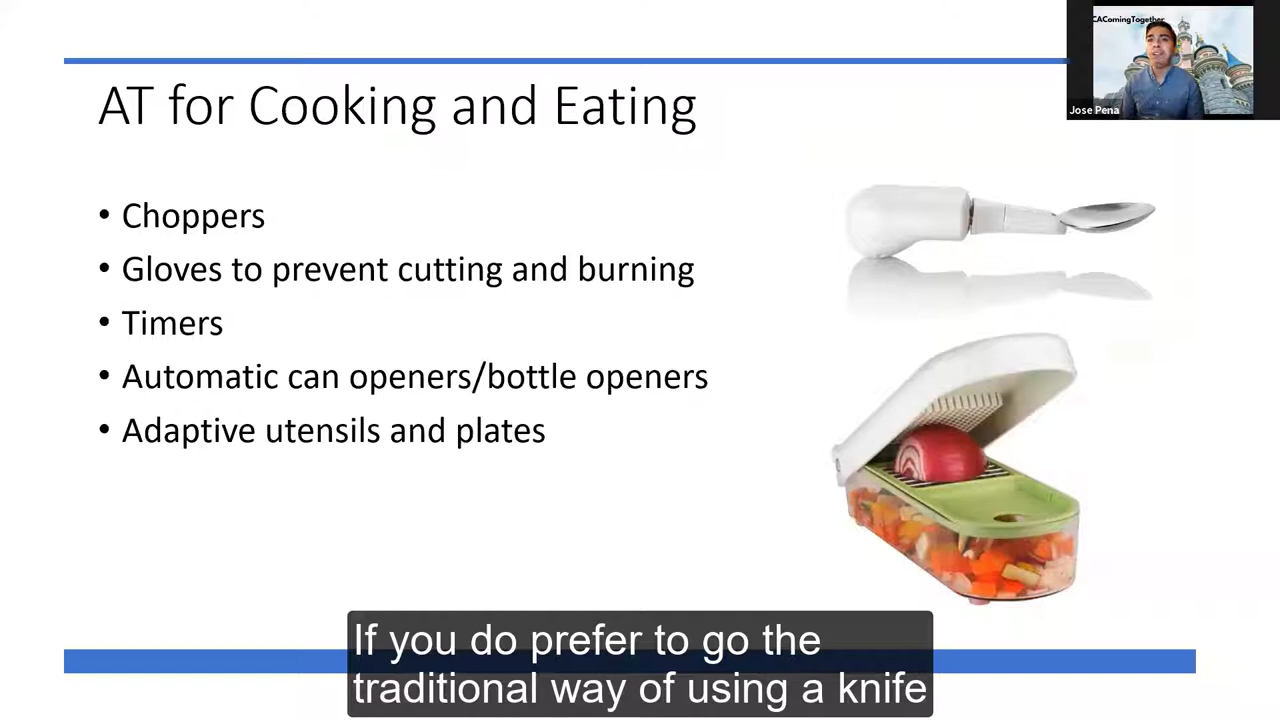 CAComingTogether
Jose Pena
AT for Cooking and Eating
• Choppers
• Gloves to prevent cutting and burning
• Timers
• Automatic can openers/bottle openers
• Adaptive utensils and plates
If you do prefer to go the
traditional way of using a knife